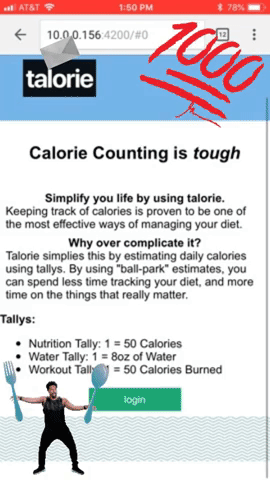 AT&T 1:50 PM 78%
10.0.0.156:4200/#0 12
1000
talorie
Calorie Counting is tough
Simplify you life by using talorie.
Keeping track of calories is proven to be one of
the most effective ways of managing your diet.
Why over complicate it?
Talorie simplies this by estimating daily calories
using tallys. By using "ball-park" estimates, you
can spend less time tracking your diet, and more
time on the things that really matter.
Tallys:
Nutrition Tally: 1 = 50 Calories
Water Tally: 1 = 8oz of Water
Workout Tally: 1 = 50 Calories Burned
login